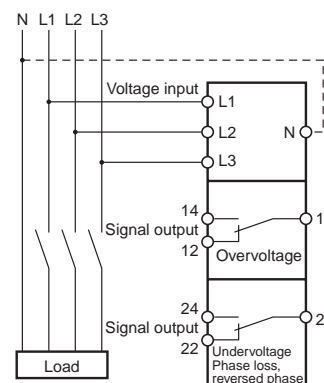 N L1 L2 L3
Voltage input
L1
L2
N
L3
14
Signal output
12
1
Overvoltage
24
Signal output
22
2
Undervoltage
Phase loss,
reversed phase
Load